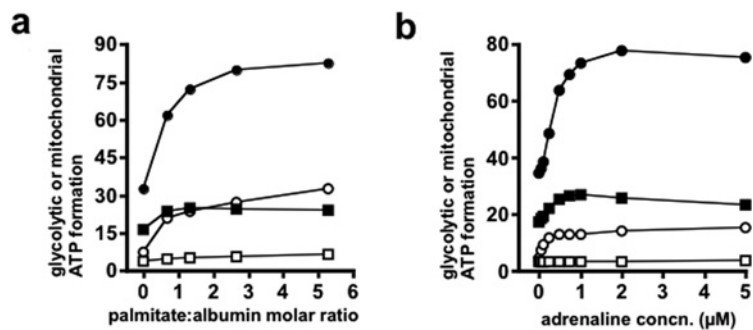 a
glycolytic or mitochondrial
ATP formation
90
75
60
45
30
15
0
0 1 2 3 4 5 6
palmitate:albumin molar ratio
b
glycolytic or mitochondrial
ATP formation
80
60
40
20
0
0 1 2 3 4 5
adrenaline concn. (µM)